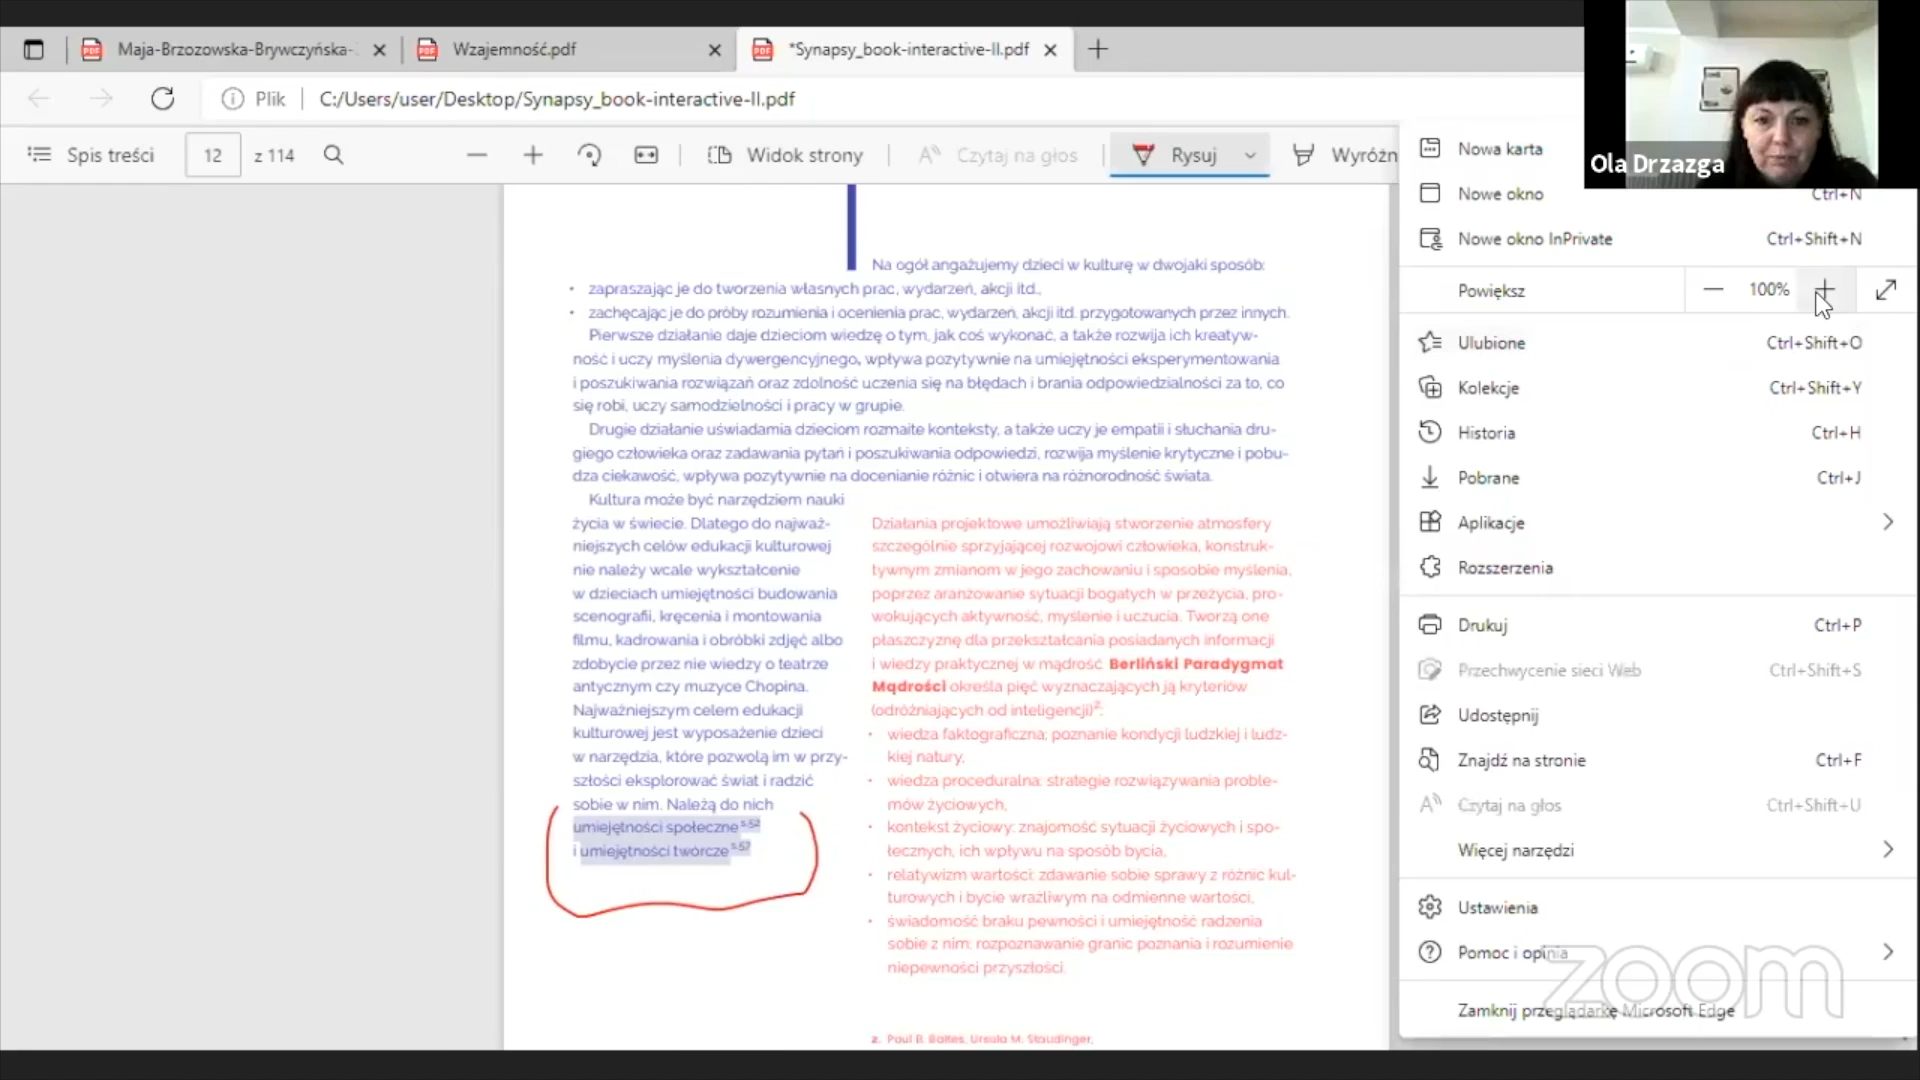 Maja-Brzozowska-Brywczyńska-
Wzajemność.pdf
*Synapsy_book-interactive-II.pdf
Plik
C:/Users/user/Desktop/Synapsy_book-interactive-II.pdf
Spis treści
12
z 114
Widok strony
Czytaj na głos
Rysuj
Wyróżn
Ola Drzazga
Na ogół angażujemy dzieci w kulturę w dwojaki sposób:
• zapraszając je do tworzenia własnych prac, wydarzeń, akcji itd.,
• zachęcając je do próby rozumienia i ocenienia prac, wydarzeń, akcji itd. przygotowanych przez innych.
Pierwsze działanie daje dzieciom wiedzę o tym, jak coś wykonać, a także rozwija ich kreatyw-
ność i uczy myślenia dywergencyjnego, wpływa pozytywnie na umiejętności eksperymentowania
i poszukiwania rozwiązań oraz zdolność uczenia się na błędach i brania odpowiedzialności za to, co
się robi, uczy samodzielności i pracy w grupie.
Drugie działanie uświadamia dzieciom rozmaite konteksty, a także uczy je empatii i słuchania dru-
giego człowieka oraz zadawania pytań i poszukiwania odpowiedzi, rozwija myślenie krytyczne i pobu-
dza ciekawość, wpływa pozytywnie na docenianie różnic i otwiera na różnorodność świata.
Kultura może być narzędziem nauki
życia w świecie. Dlatego do najważ-
niejszych celów edukacji kulturowej
nie należy wcale wykształcenie
w dzieciach umiejętności budowania
scenografii, kręcenia i montowania
filmu, kadrowania i obróbki zdjęć albo
zdobycie przez nie wiedzy o teatrze
antycznym czy muzyce Chopina.
Najważniejszym celem edukacji
kulturowej jest wyposażenie dzieci
w narzędzia, które pozwolą im w przy-
szłości eksplorować świat i radzić
sobie w nim. Należą do nich
umiejętności społeczne s.52
i umiejętności twórcze s.57
Działania projektowe umożliwiają stworzenie atmosfery
szczególnie sprzyjającej rozwojowi człowieka, konstruk-
tywnym zmianom w jego zachowaniu i sposobie myślenia,
poprzez aranżowanie sytuacji bogatych w przeżycia, pro-
wokujących aktywność, myślenie i uczucia. Tworzą one
płaszczyznę dla przekształcania posiadanych informacji
i wiedzy praktycznej w mądrość. Berliński Paradygmat
Mądrości określa pięć wyznaczających ją kryteriów
(odróżniających od inteligencji)2:
• wiedza faktograficzna: poznanie kondycji ludzkiej i ludz-
kiej natury,
• wiedza proceduralna: strategie rozwiązywania proble-
mów życiowych,
• kontekst życiowy: znajomość sytuacji życiowych i spo-
łecznych, ich wpływu na sposób bycia,
• relatywizm wartości: zdawanie sobie sprawy z różnic kul-
turowych i bycie wrażliwym na odmienne wartości,
• świadomość braku pewności i umiejętność radzenia
sobie z nim: rozpoznawanie granic poznania i rozumienie
niepewności przyszłości.
2. Paul B. Baltes, Ursula M. Staudinger,
Nowa karta
Nowe okno Ctrl+N
Nowe okno InPrivate Ctrl+Shift+N
Powiększ 100%
Ulubione Ctrl+Shift+O
Kolekcje Ctrl+Shift+Y
Historia Ctrl+H
Pobrane Ctrl+J
Aplikacje
Rozszerzenia
Drukuj Ctrl+P
Przechwycenie sieci Web Ctrl+Shift+S
Udostępnij
Znajdź na stronie Ctrl+F
Czytaj na głos Ctrl+Shift+U
Więcej narzędzi
Ustawienia
Pomoc i opinia
Zamknij przeglądarkę Microsoft Edge
zoom